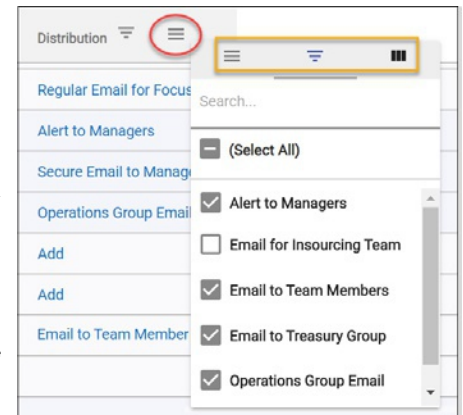 Distribution
Regular Email for Focus
Search...
Alert to Managers
(Select All)
Secure Email to Manage
Alert to Managers
Operations Group Email
Email for Insourcing Team
Add
Add
Email to Team Members
Email to Team Member
Email to Treasury Group
Operations Group Email